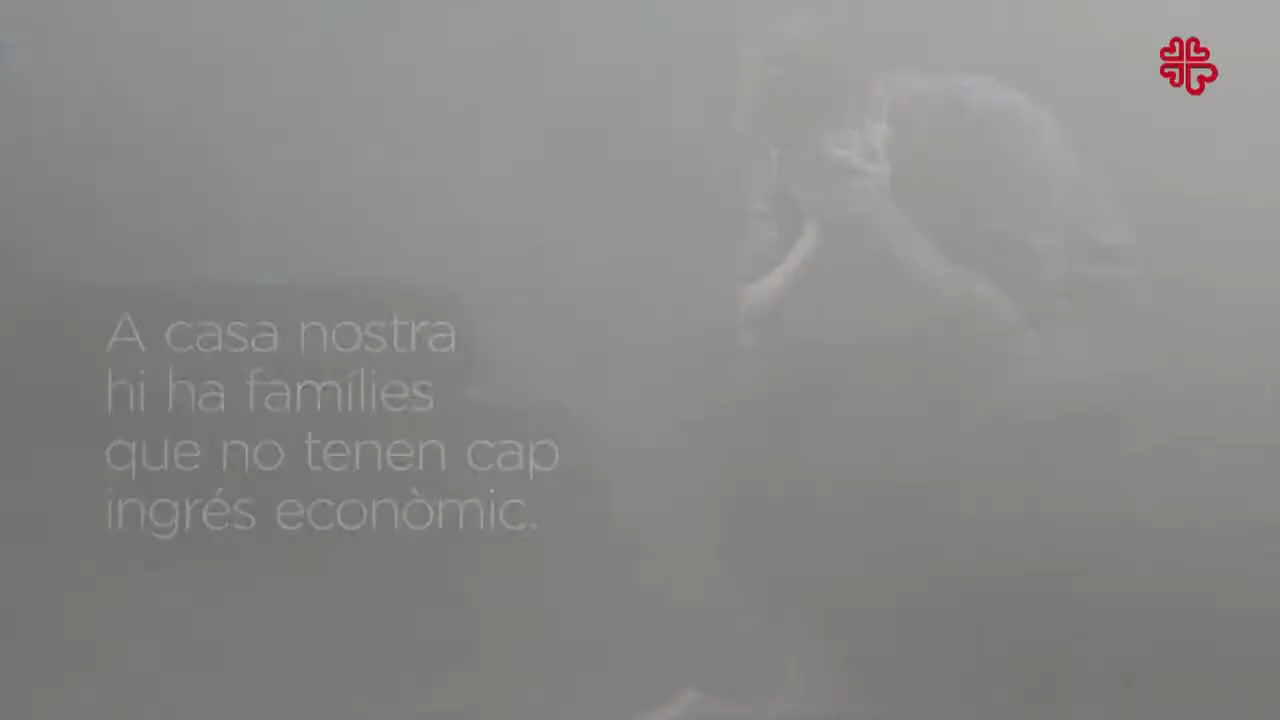 A casa nostra
hi ha famílies
que no tenen cap
ingrés econòmic.